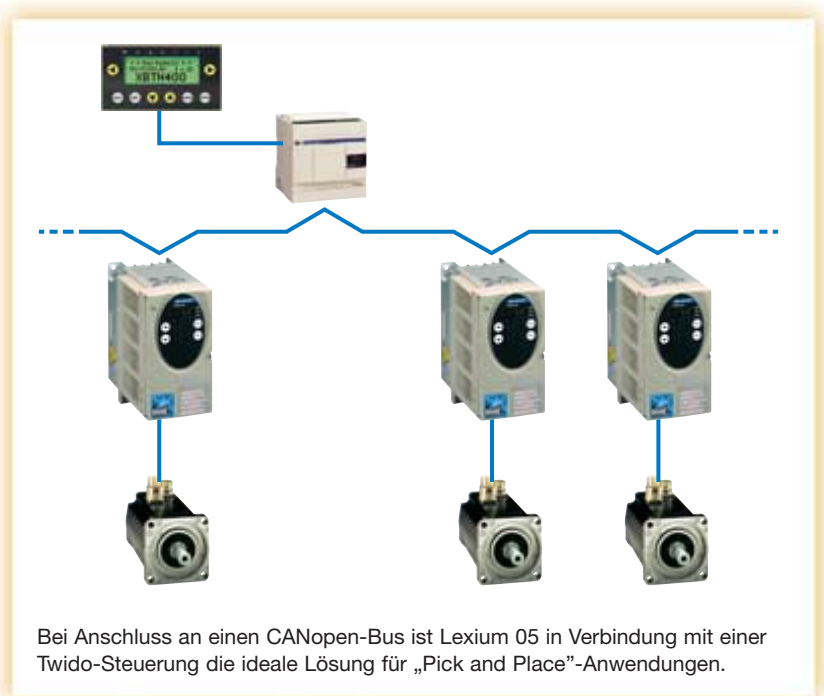 XBTN400
Bei Anschluss an einen CANopen-Bus ist Lexium 05 in Verbindung mit einer
Twido-Steuerung die ideale Lösung für „Pick and Place”-Anwendungen.